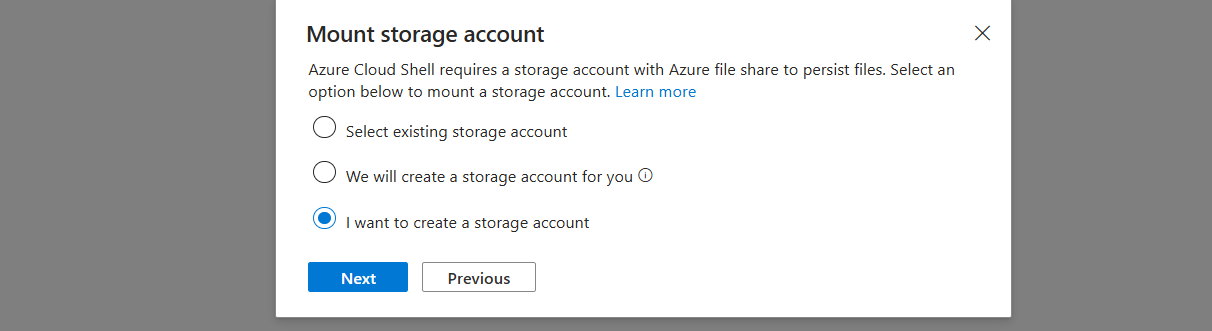 Mount storage account
Azure Cloud Shell requires a storage account with Azure file share to persist files. Select an
option below to mount a storage account. Learn more
Select existing storage account
We will create a storage account for you
I want to create a storage account
Next Previous